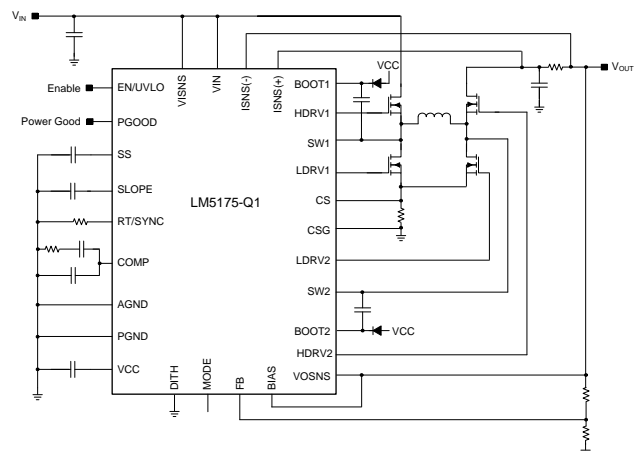 VIN
VISNS
VIN
ISNS(-)
ISNS(+)
VCC
VOUT
Enable
EN/UVLO
BOOT1
Power Good
PGOOD
HDRV1
SS
SW1
SLOPE
LDRV1
LM5175-Q1
CS
RT/SYNC
CSG
COMP
LDRV2
AGND
SW2
PGND
BOOT2
VCC
HDRV2
VCC
VOSNS
DITH
MODE
FB
BIAS